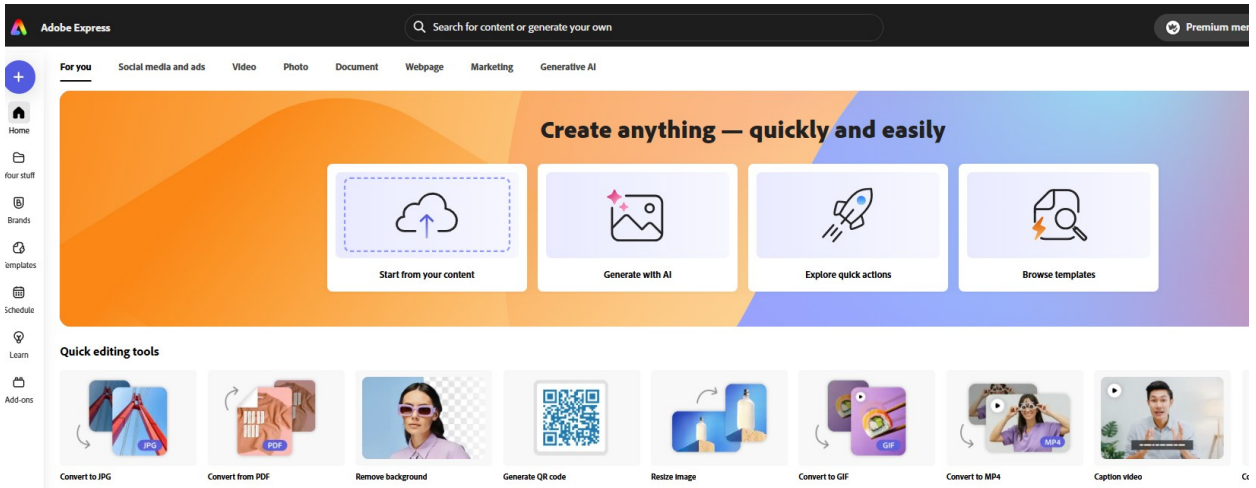 Adobe Express
Search for content or generate your own
Premium mer
For you Social media and ads Video Photo Document Webpage Marketing Generative AI
Create anything — quickly and easily
Home
Your stuff
Brands
Templates
Schedule
Learn
Add-ons
Start from your content
Generate with AI
Explore quick actions
Browse templates
Quick editing tools
JPG
PDF
GIF
MP4
Convert to JPG
Convert from PDF
Remove background
Generate QR code
Resize image
Convert to GIF
Convert to MP4
Caption video